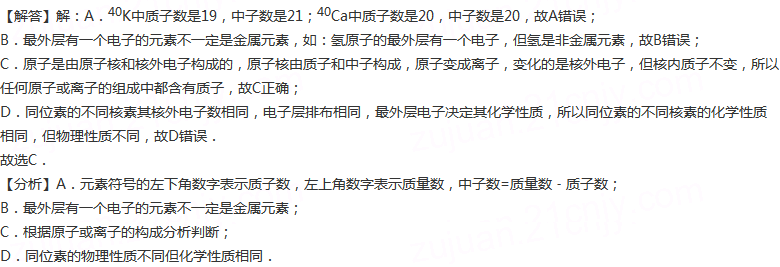 【解答】解：A．⁴⁰K中质子数是19，中子数是21；⁴⁰Ca中质子数是20，中子数是20，故A错误；
B．最外层有一个电子的元素不一定是金属元素，如：氢原子的最外层有一个电子，但氢是非金属元素，故B错误；
C．原子是由原子核和核外电子构成的，原子核由质子和中子构成，原子变成离子，变化的是核外电子，但核内质子不变，所以
任何原子或离子的组成中都含有质子，故C正确；
D．同位素的不同核素其核外电子数相同，电子层排布相同，最外层电子决定其化学性质，所以同位素的不同核素的化学性质
相同，但物理性质不同，故D错误．
故选C．
【分析】A．元素符号的左下角数字表示质子数，左上角数字表示质量数，中子数=质量数－质子数；
B．最外层有一个电子的元素不一定是金属元素；
C．根据原子或离子的构成分析判断；
D．同位素的物理性质不同但化学性质相同．